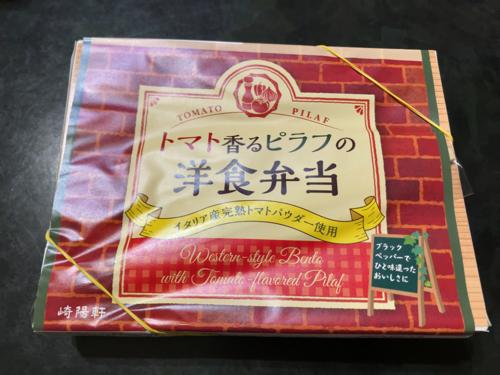 TOMATO PILAF
トマト香るピラフの
洋食弁当
イタリア産完熟トマトパウダー使用
Western-style Bento
with Tomato-flavored Pilaf
ブラック
ペッパーで
ひと味違った
おいしさに
崎陽軒